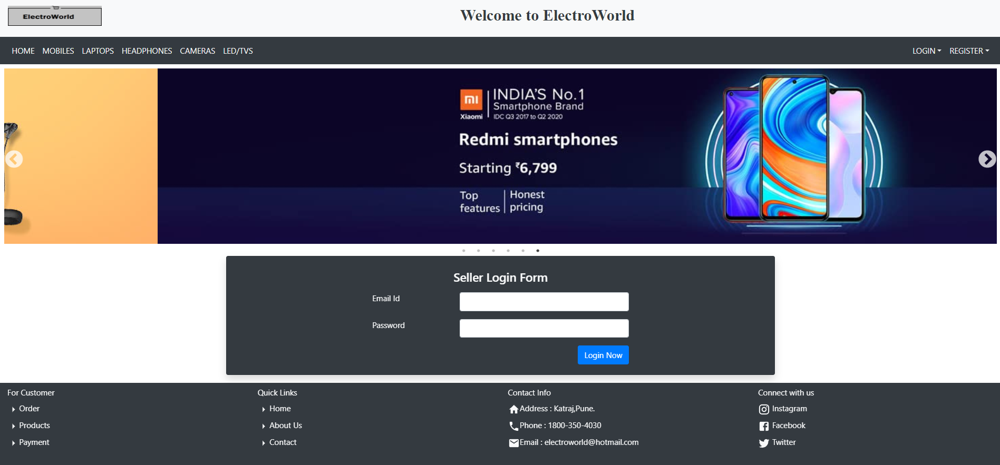 ElectroWorld
Welcome to ElectroWorld
HOME MOBILES LAPTOPS HEADPHONES CAMERAS LED/TVS LOGIN REGISTER
mi
Xiaomi
INDIA'S No.1
Smartphone Brand
IDC Q3 2017 to Q2 2020
Redmi smartphones
Starting ₹6,799
Top
features
Honest
pricing
Seller Login Form
Email Id
Password
Login Now
For Customer
Order
Products
Payment
Quick Links
Home
About Us
Contact
Contact Info
Address : Katraj,Pune.
Phone : 1800-350-4030
Email : electroworld@hotmail.com
Connect with us
Instagram
Facebook
Twitter